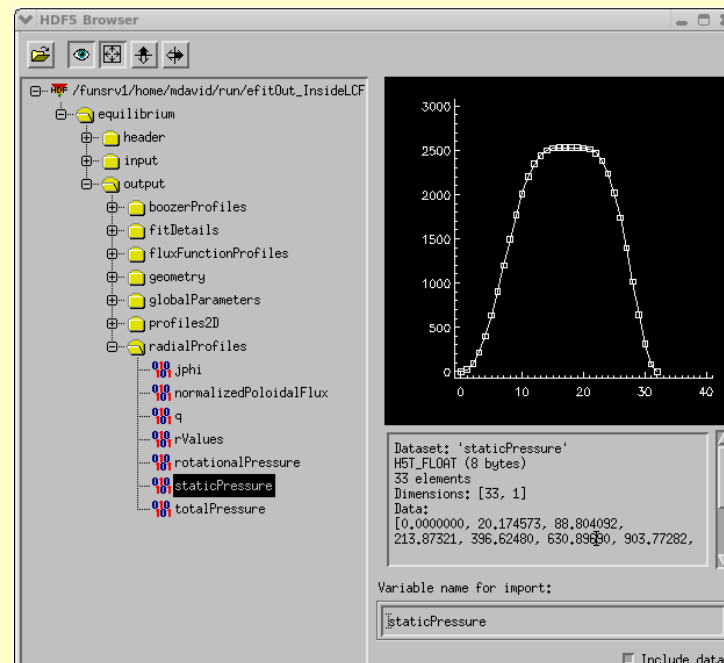 HDF5 Browser
/funsrv1/home/mdavid/run/efitOut_InsideLCF
equilibrium
header
input
output
boozerProfiles
fitDetails
fluxFunctionProfiles
geometry
globalParameters
profiles2D
radialProfiles
jphi
normalizedPoloidalFlux
q
rValues
rotationalPressure
staticPressure
totalPressure
3000
2500
2000
1500
1000
500
0
0 10 20 30 40
Dataset: 'staticPressure'
H5T_FLOAT (8 bytes)
33 elements
Dimensions: [33, 1]
Data:
[0.0000000, 20.174573, 88.804092,
213.87321, 396.62480, 903.77282,
Variable name for import:
staticPressure
Include data